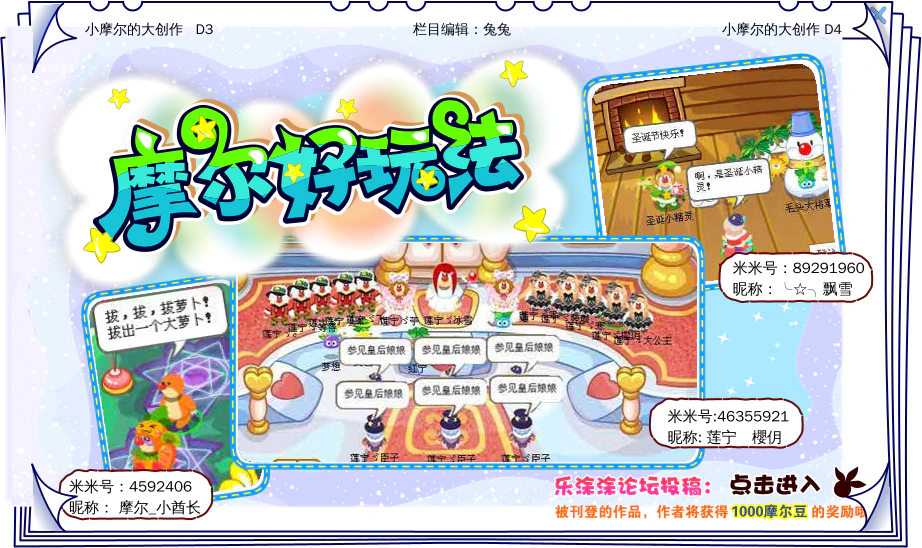 小摩尔的大创作 D3
栏目编辑：兔兔
小摩尔的大创作 D4
摩尔好玩法
圣诞节快乐！
啊，是圣诞小精
灵！
圣诞小精灵
毛头大将军
米米号：89291960
昵称：╰☆╮飘雪
拔，拔，拔萝卜！
拔出一个大萝卜！
参见皇后娘娘
参见皇后娘娘
参见皇后娘娘
参见皇后娘娘
参见皇后娘娘
参见皇后娘娘
米米号:46355921
昵称: 莲宁 樱仴
米米号：4592406
昵称： 摩尔_小酋长
乐涂涂论坛投稿： 点击进入
被刊登的作品，作者将获得 1000摩尔豆 的奖励哦